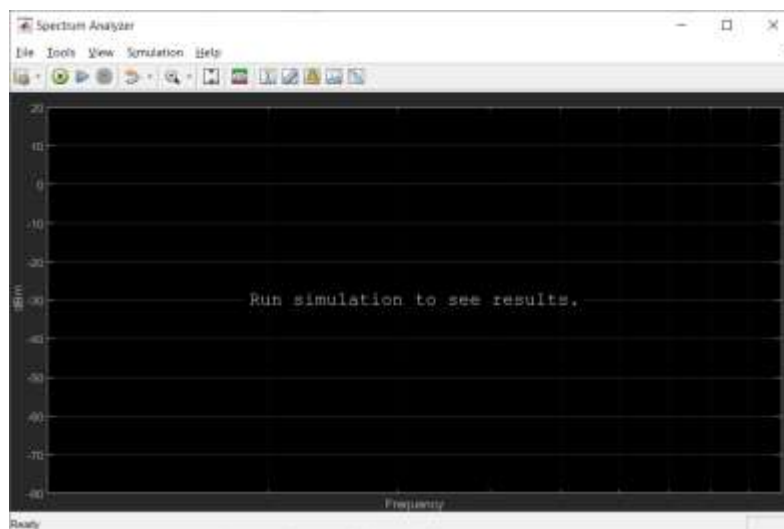 Spectrum Analyzer
File Tools View Simulation Help
20
10
0
-10
-20
-30
-40
-50
-60
-70
-80
dBm
Run simulation to see results.
Frequency
Ready